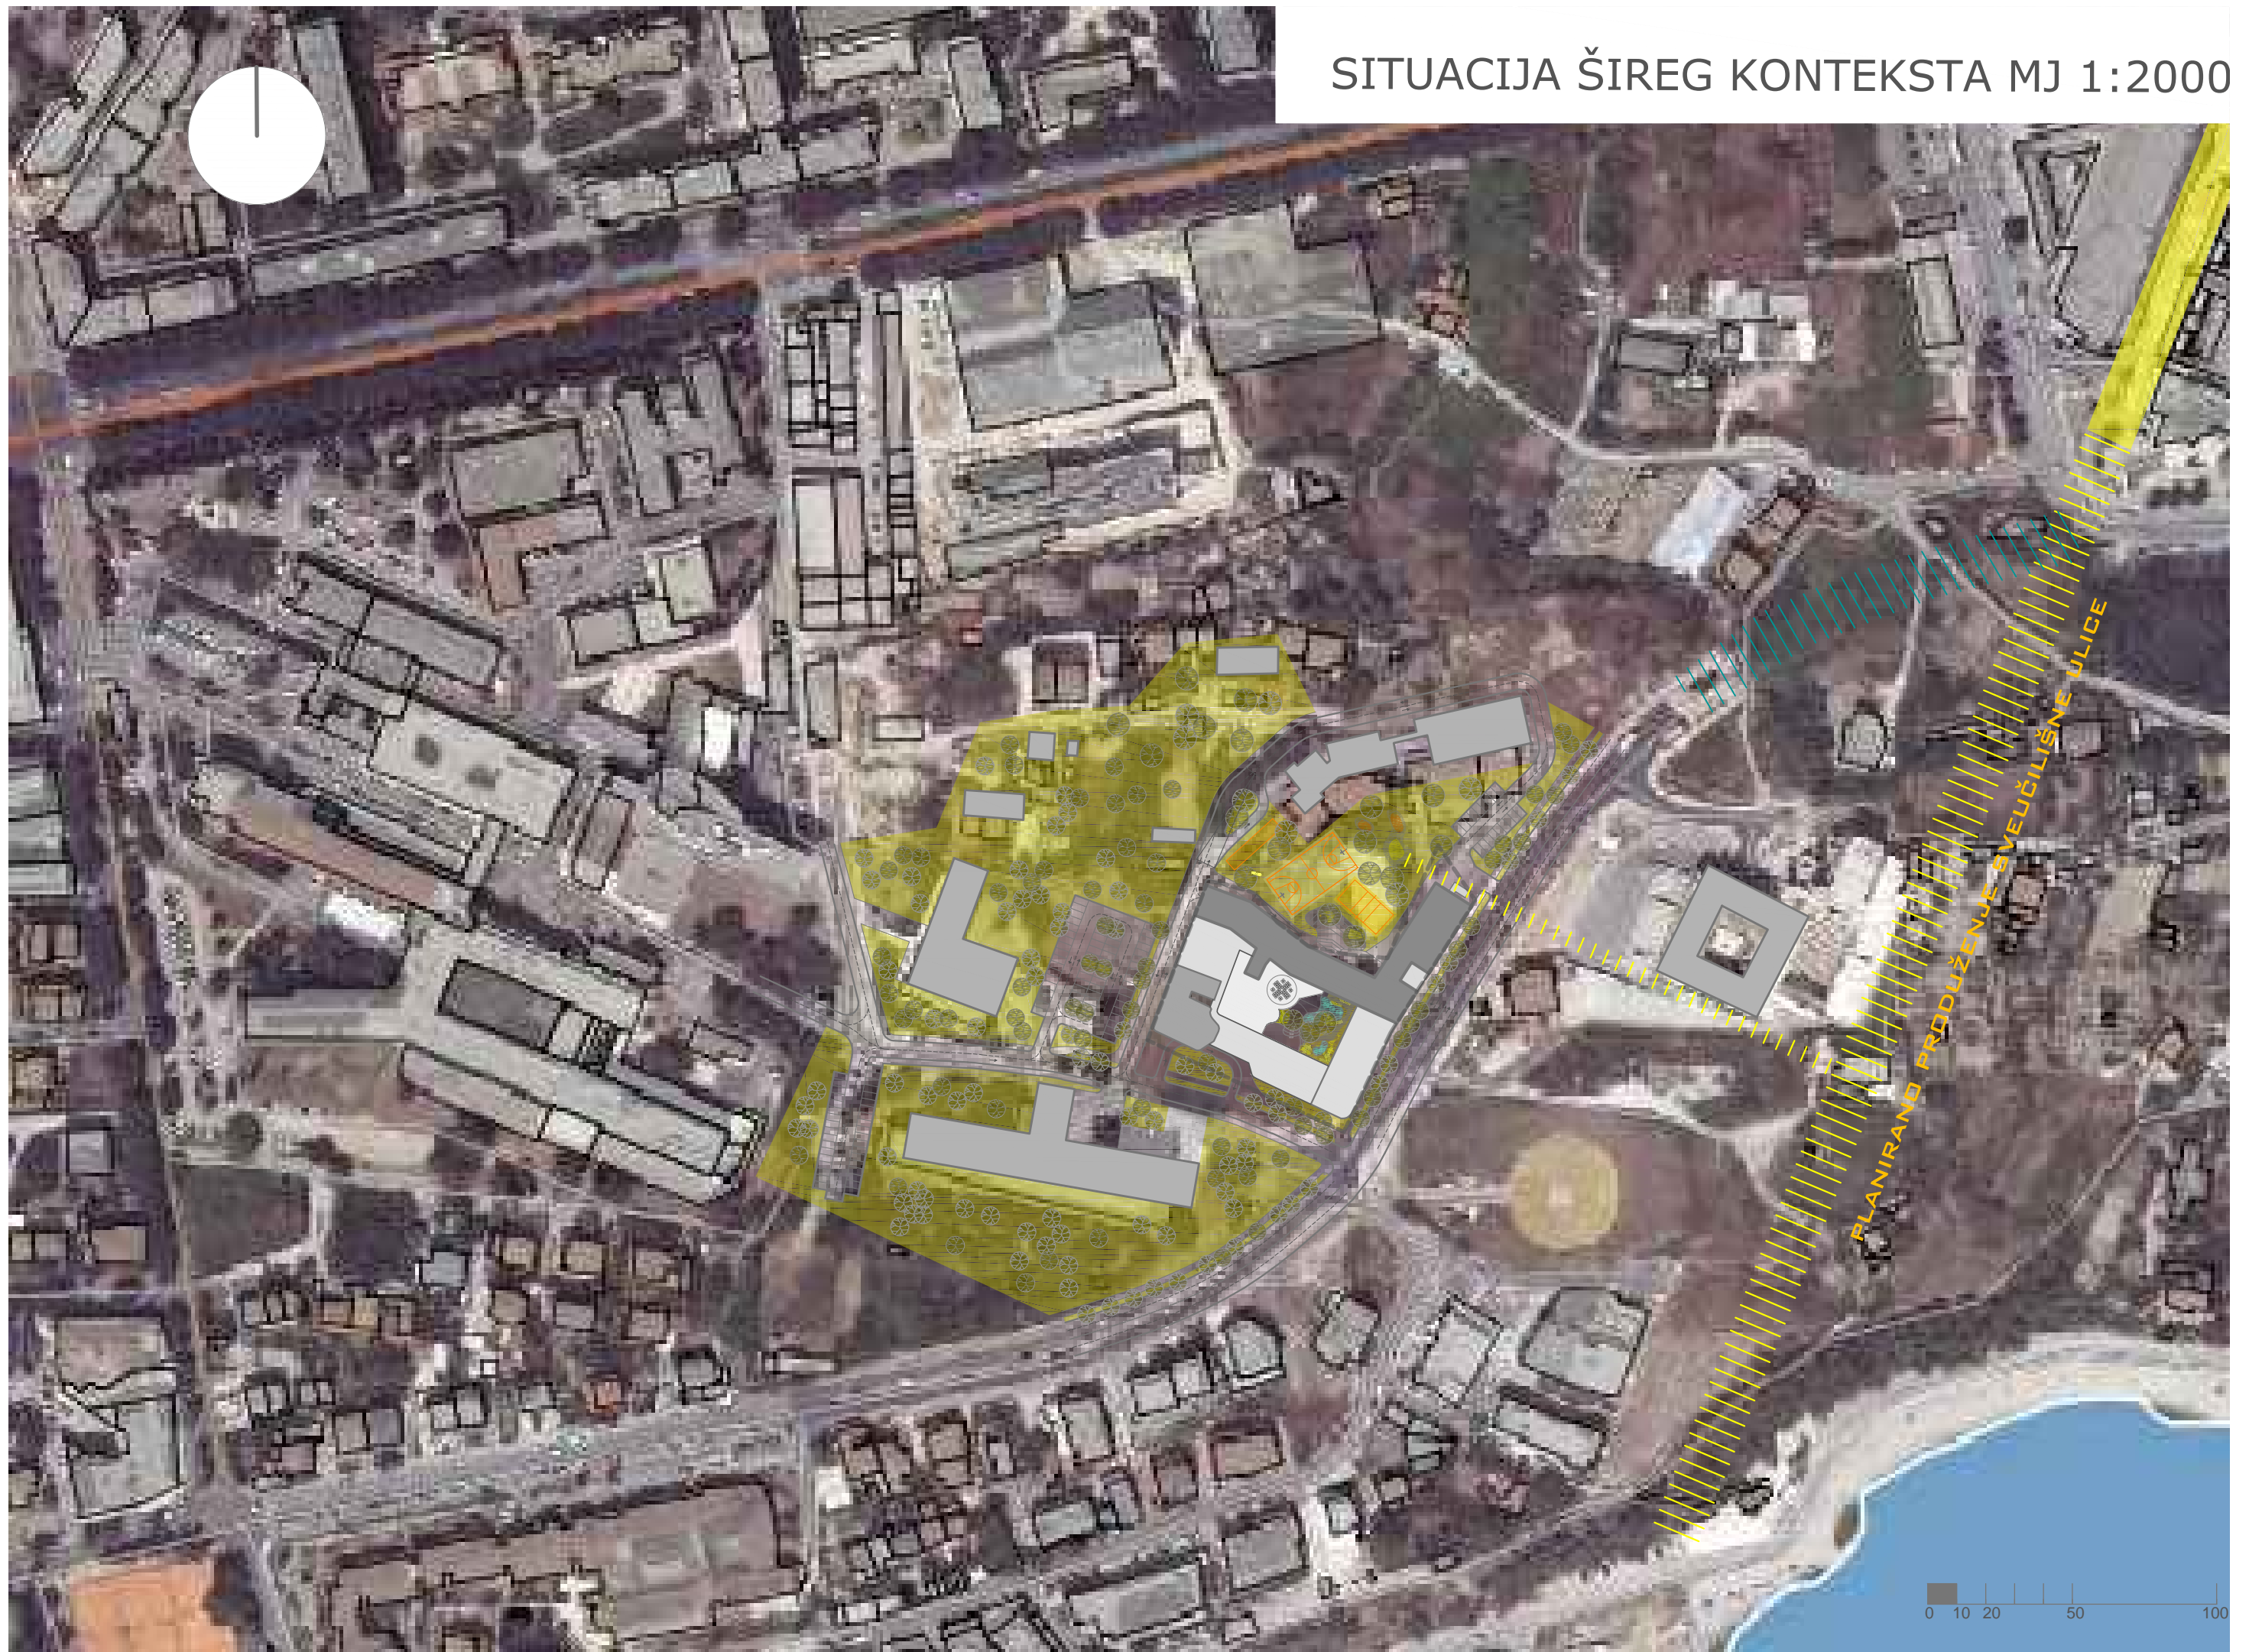 SITUACIJA ŠIREG KONTEKSTA MJ 1:2000
PLANIRANO PRODUŽENJE SVEUČILIŠNE ULICE
0 10 20 50 100